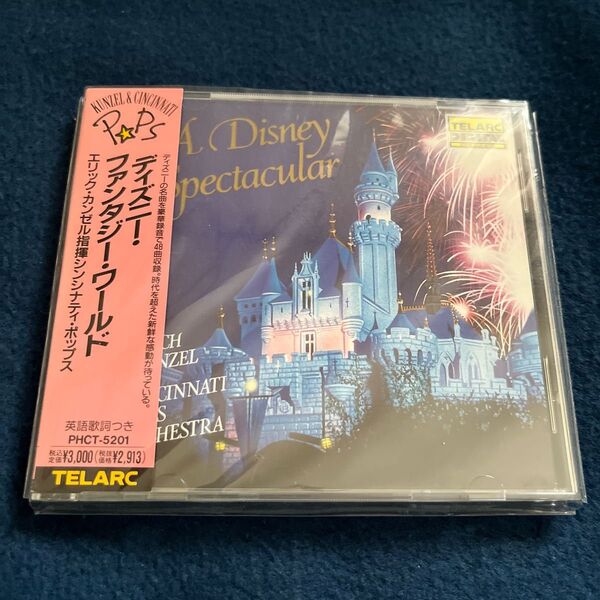 KUNZEL & CINCINNATI
POPS
ディズニーの名曲を豪華録音で48曲収録。時代を超えた新鮮な感動が待っている。
ディズニー・
ファンタジー・ワールド
エリック・カンゼル指揮シンシナティ・ポップス
英語歌詞つき
PHCT-5201
税込定価¥3,000(税抜価格¥2,913)
TELARC
A Disney
Spectacular
TELARC
CH
NZEL
CINNATI
S
HESTRA